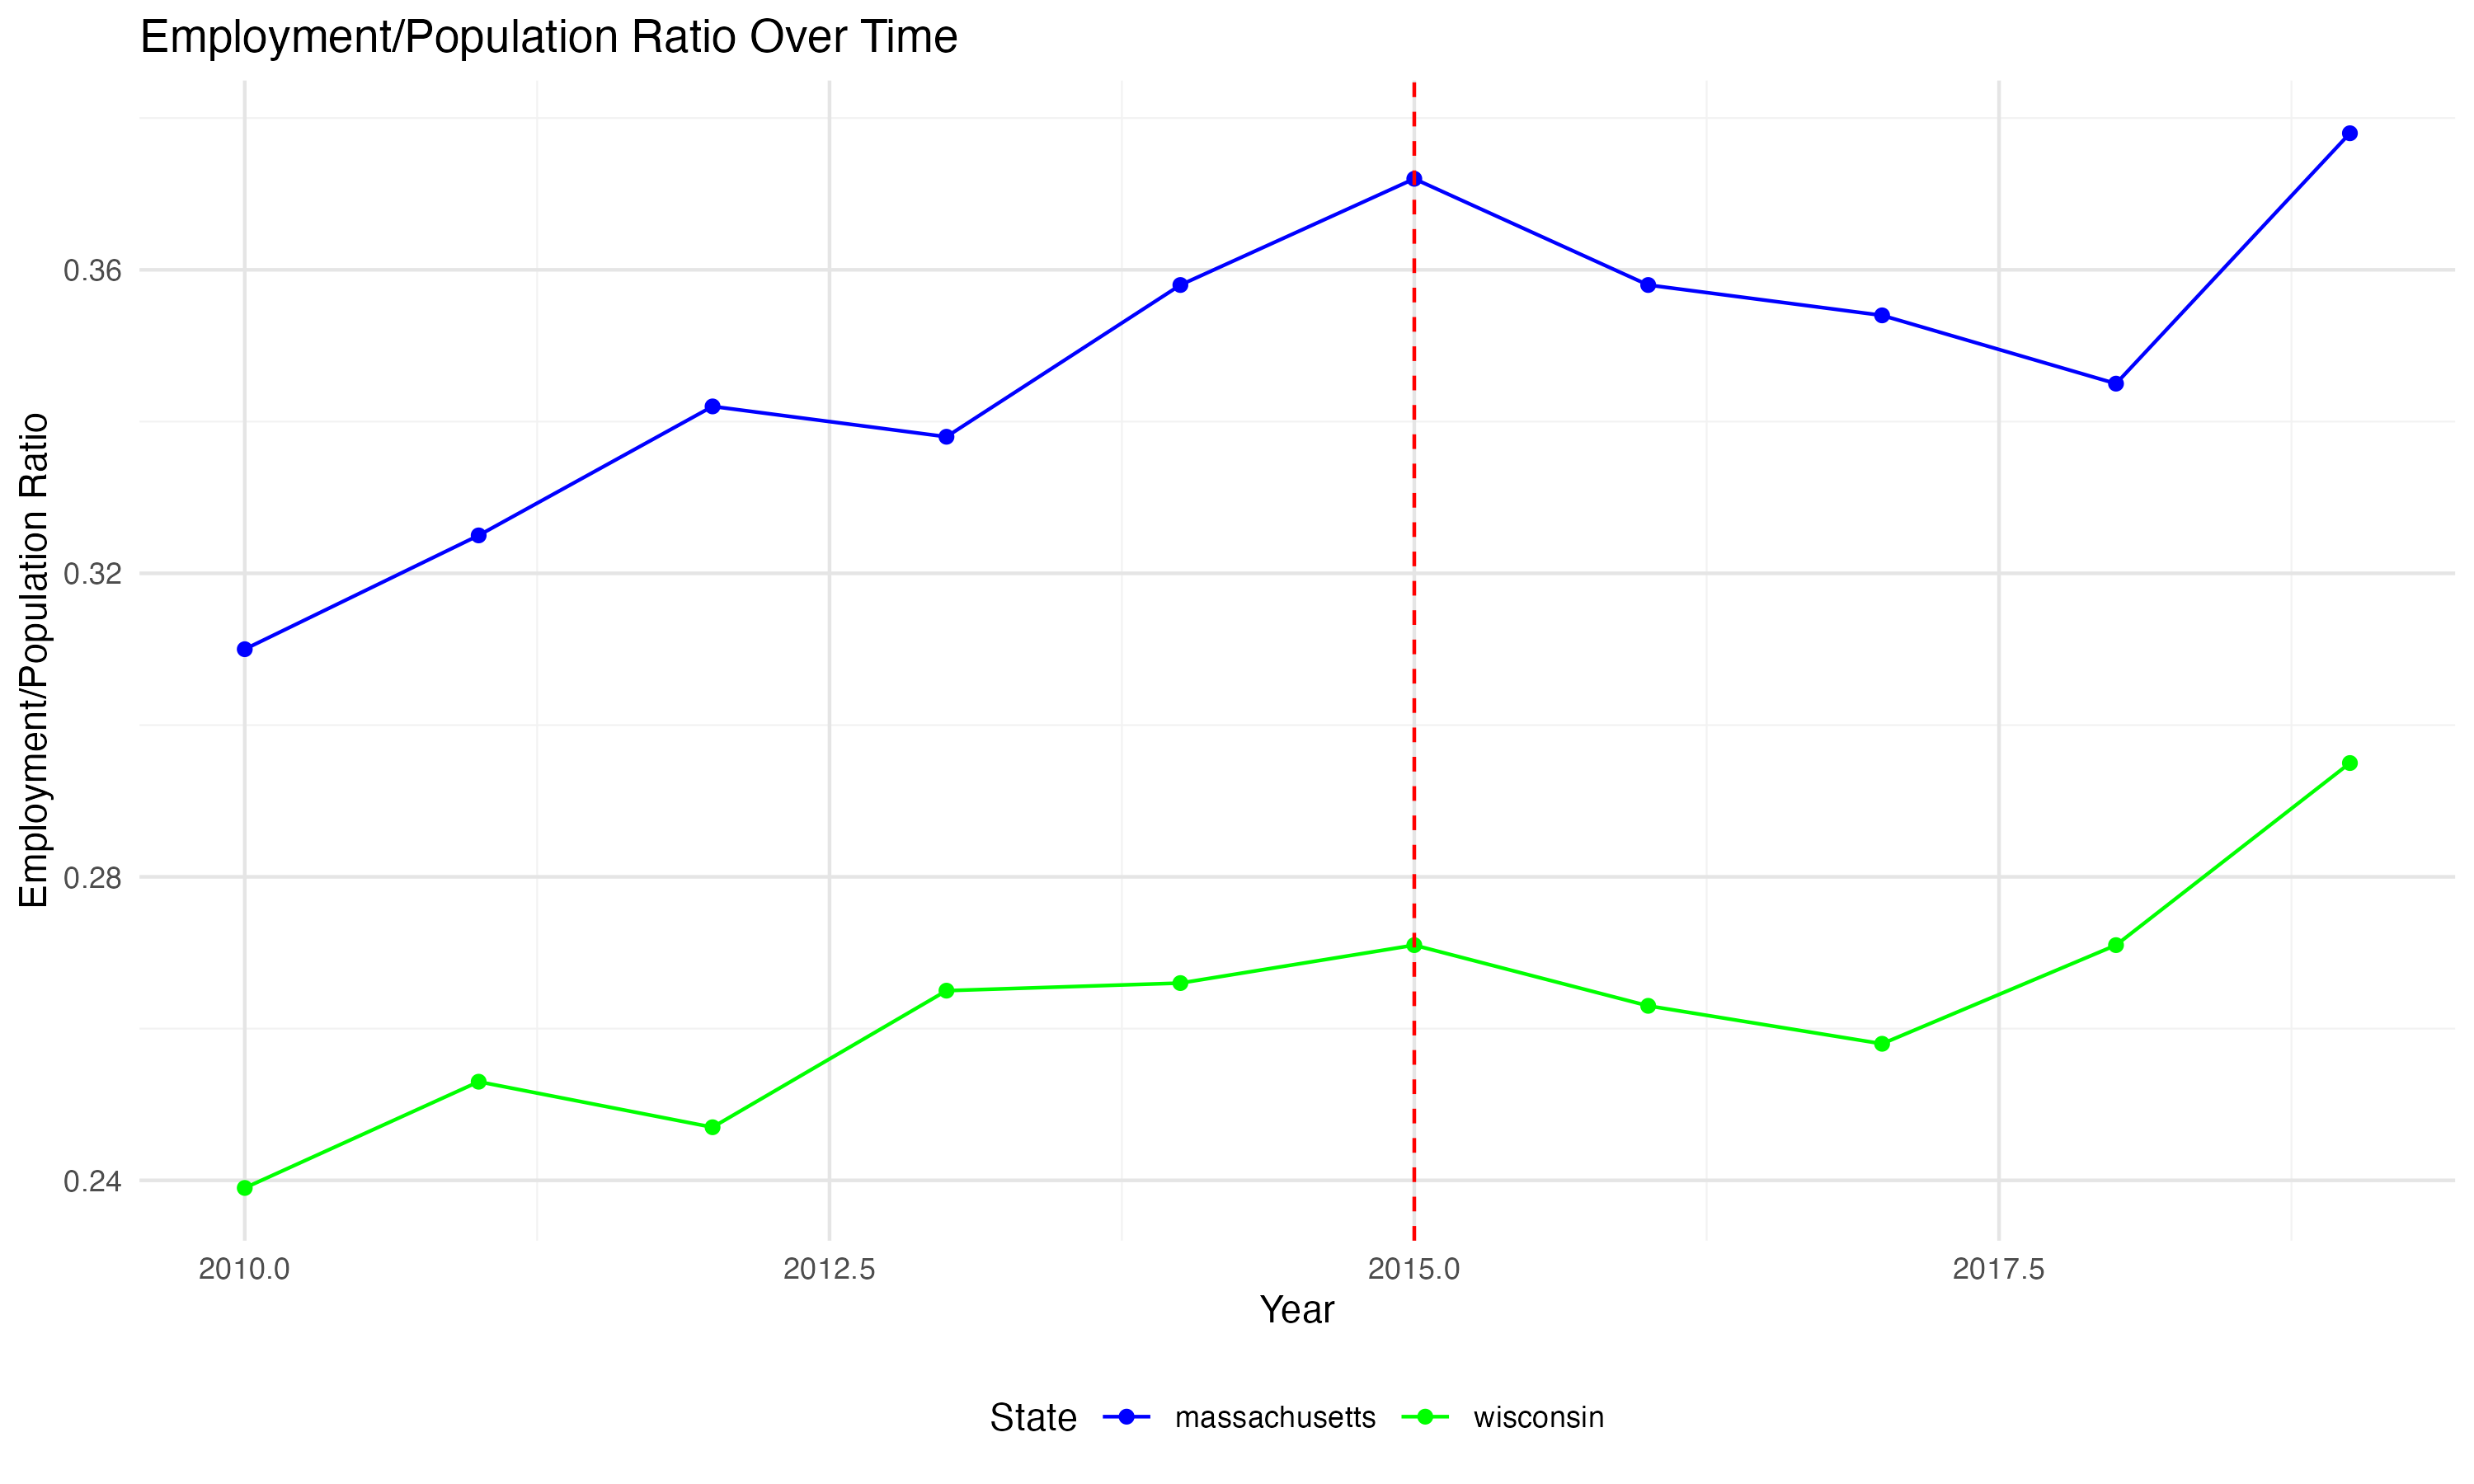 Employment/Population Ratio Over Time
Employment/Population Ratio
0.36
0.32
0.28
0.24
2010.0 2012.5 2015.0 2017.5
Year
State massachusetts wisconsin